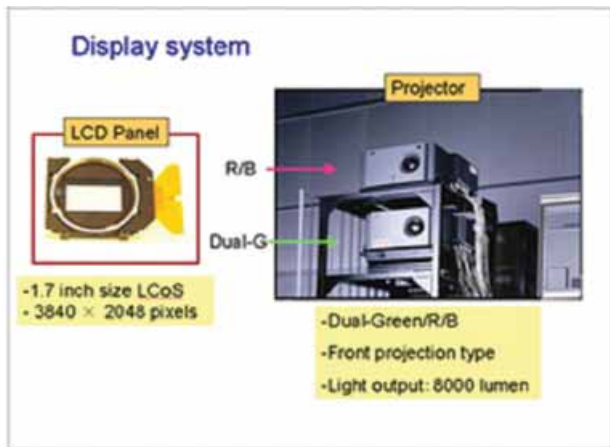 Display system
Projector
LCD Panel
R/B
Dual-G
-1.7 inch size LCoS
- 3840 × 2048 pixels
-Dual-Green/R/B
-Front projection type
-Light output: 8000 lumen